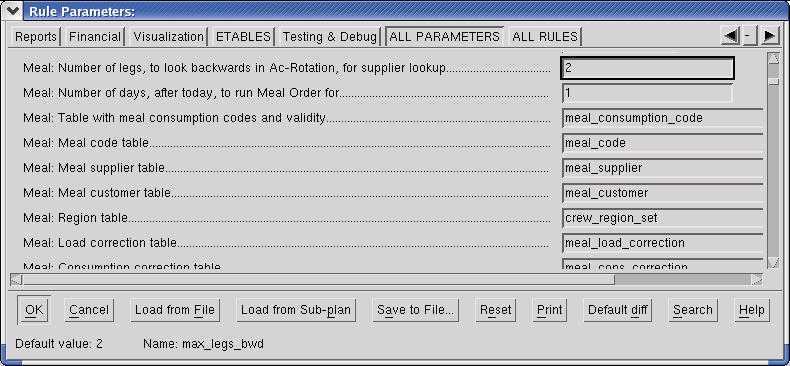 Rule Parameters:
Reports Financial Visualization ETABLES Testing & Debug ALL PARAMETERS ALL RULES -
Meal: Number of legs, to look backwards in Ac-Rotation, for supplier lookup 2
Meal: Number of days, after today, to run Meal Order for 1
Meal: Table with meal consumption codes and validity meal_consumption_code
Meal: Meal code table meal_code
Meal: Meal supplier table meal_supplier
Meal: Meal customer table meal_customer
Meal: Region table crew_region_set
Meal: Load correction table meal_load_correction
Meal: Consumption correction table meal_cons_correction
OK Cancel Load from File Load from Sub-plan Save to File... Reset Print Default diff Search Help
Default value: 2 Name: max_legs_bwd